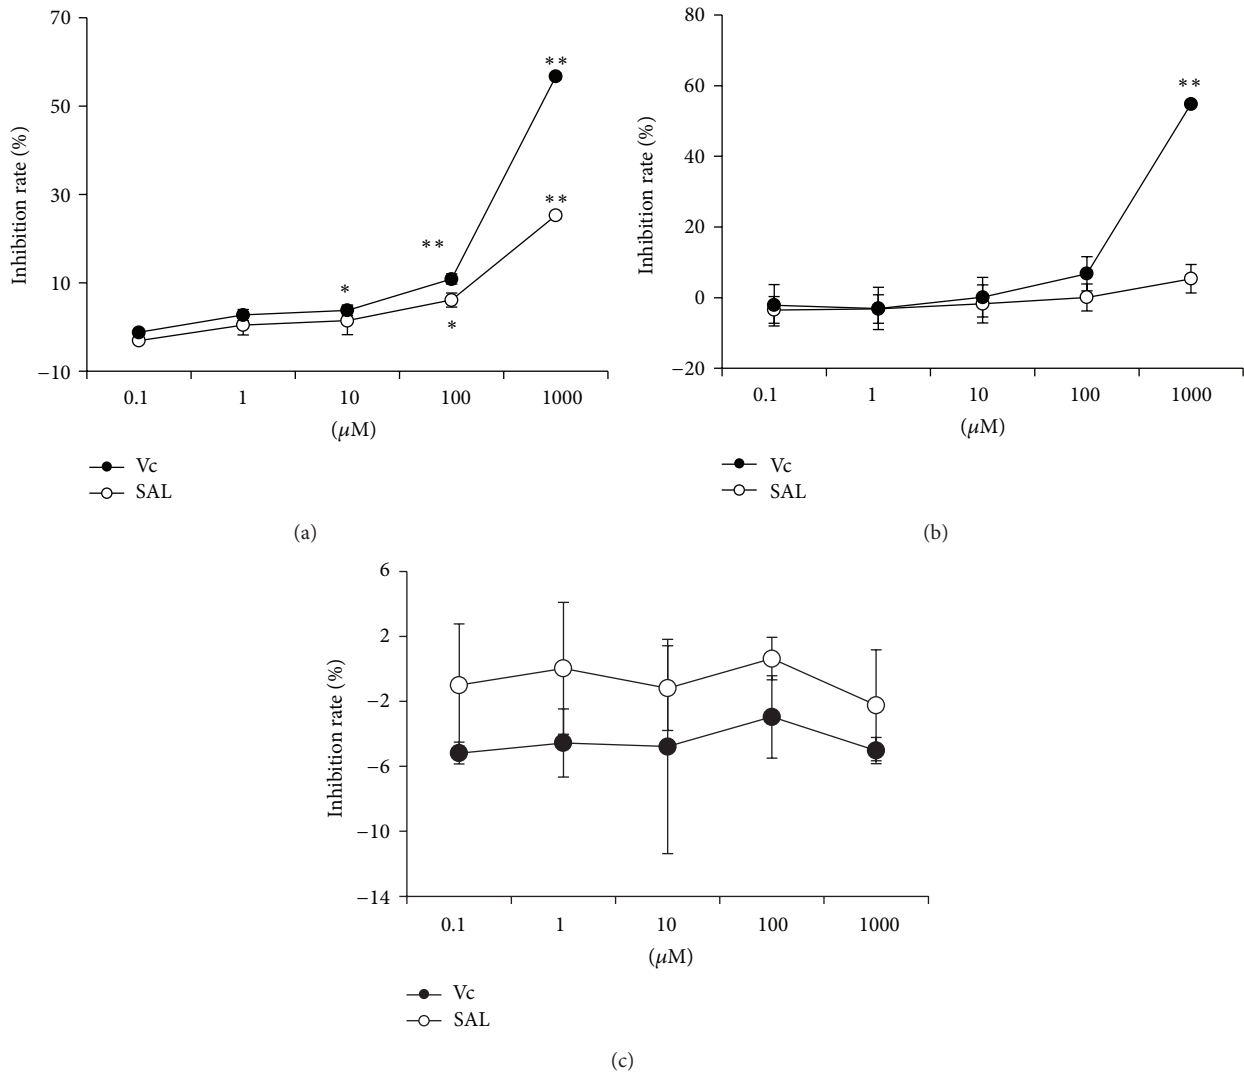 70
50
30
10
−10
Inhibition rate (%)
**
**
**
*
*
0.1 1 10 100 1000
(μM)
Vc
SAL
(a)
80
60
40
20
0
−20
Inhibition rate (%)
**
0.1 1 10 100 1000
(μM)
Vc
SAL
(b)
6
2
−2
−6
−10
−14
Inhibition rate (%)
0.1 1 10 100 1000
(μM)
Vc
SAL
(c)